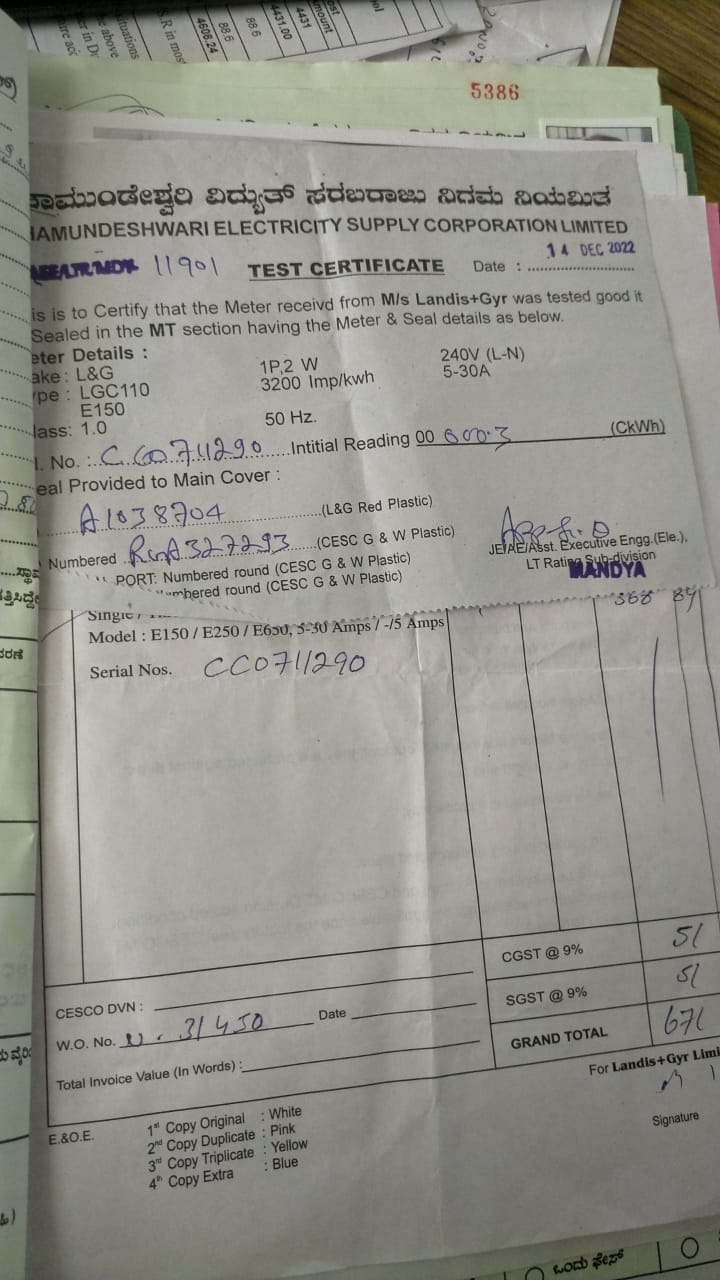 5386
ಾಮುಂಡೇಶ್ವರಿ ವಿದ್ಯುತ್ ಸರಬರಾಜು ನಿಗಮ ನಿಯಮಿತ
HAMUNDESHWARI ELECTRICITY SUPPLY CORPORATION LIMITED
11901 TEST CERTIFICATE Date : 14 DEC 2022
is is to Certify that the Meter receivd from M/s Landis+Gyr was tested good it
Sealed in the MT section having the Meter & Seal details as below.
eter Details :
ake : L&G 1P,2 W 240V (L-N)
ype : LGC110 3200 Imp/kwh 5-30A
E150
lass: 1.0 50 Hz.
l. No. : CC0711290 Intitial Reading 00 000.3 (CkWh)
eal Provided to Main Cover :
A1038704 (L&G Red Plastic)
Numbered 327293 (CESC G & W Plastic)
JE/AE/Asst. Executive Engg.(Ele.),
PORT: Numbered round (CESC G & W Plastic)
LT Rating Sub-division
mbered round (CESC G & W Plastic)
MANDYA
Single / 568 84
Model : E150 / E250 / E650, 5-30 Amps / -/5 Amps
Serial Nos. CC0711290
CGST @ 9% 51
SGST @ 9% 51
GRAND TOTAL 671
CESCO DVN :
W.O. No. 31450 Date
Total Invoice Value (In Words) :
For Landis+Gyr Limi
Signature
E.&O.E.
1st Copy Original : White
2nd Copy Duplicate : Pink
3rd Copy Triplicate : Yellow
4th Copy Extra : Blue
ಒಂದು ಫೇಸ್